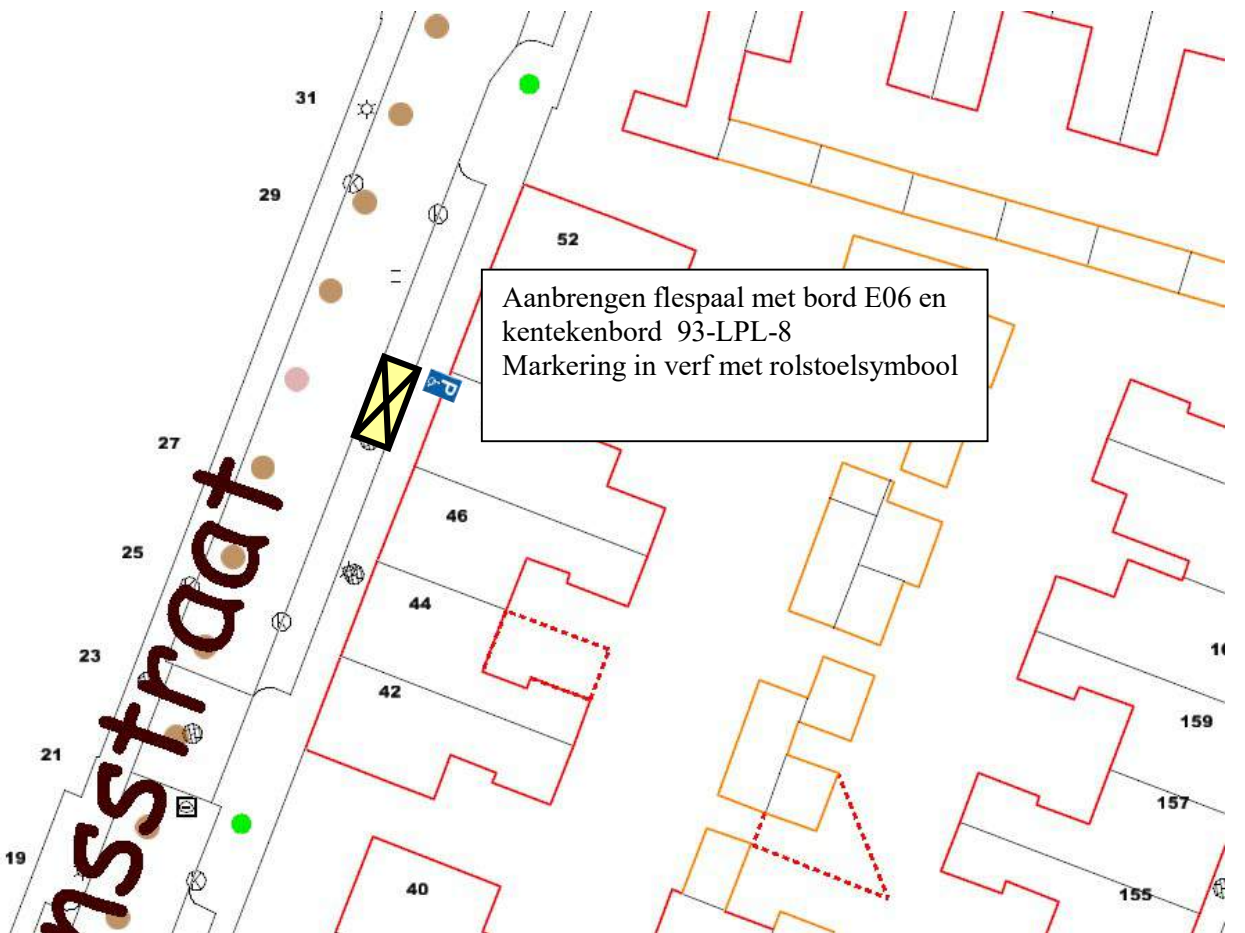 31
29
52
Aanbrengen flespaal met bord E06 en
kentekenbord 93-LPL-8
Markering in verf met rolstoelsymbool
P
27
46
25
44
23
42
21
159
157
19
40
155
nsstraat
K
K
K
K